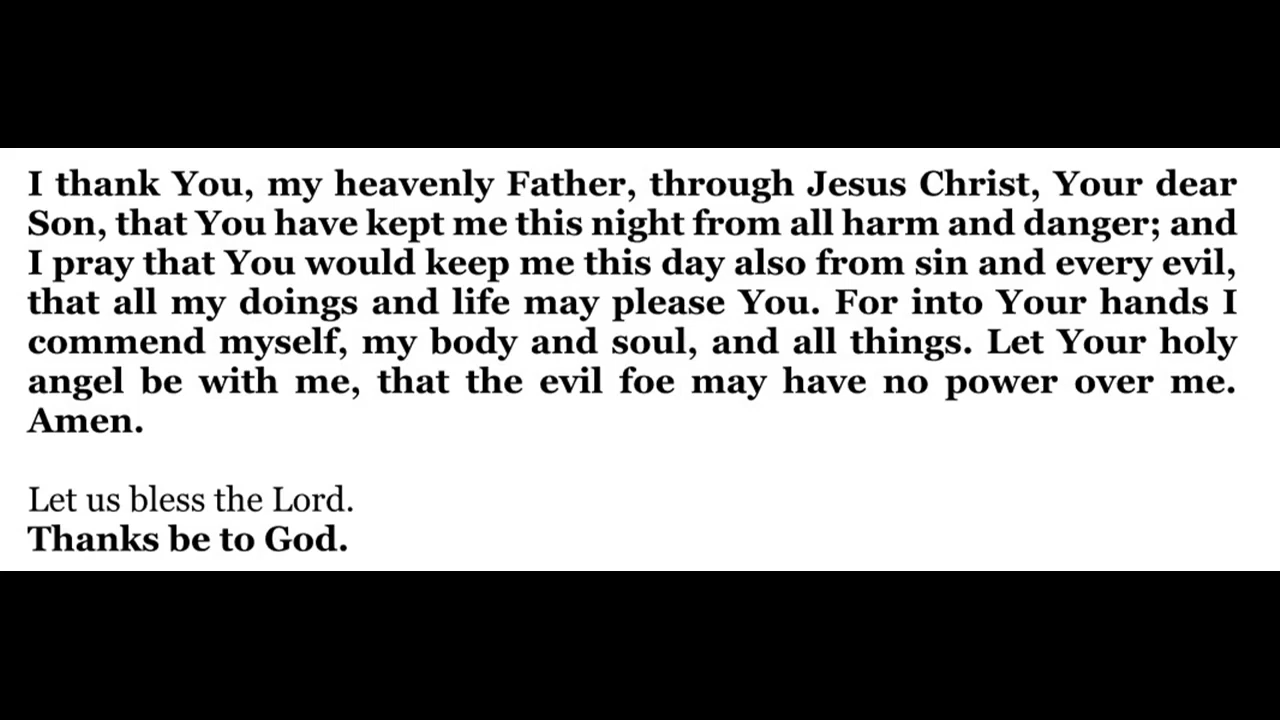 I thank You, my heavenly Father, through Jesus Christ, Your dear
Son, that You have kept me this night from all harm and danger; and
I pray that You would keep me this day also from sin and every evil,
that all my doings and life may please You. For into Your hands I
commend myself, my body and soul, and all things. Let Your holy
angel be with me, that the evil foe may have no power over me.
Amen.
Let us bless the Lord.
Thanks be to God.